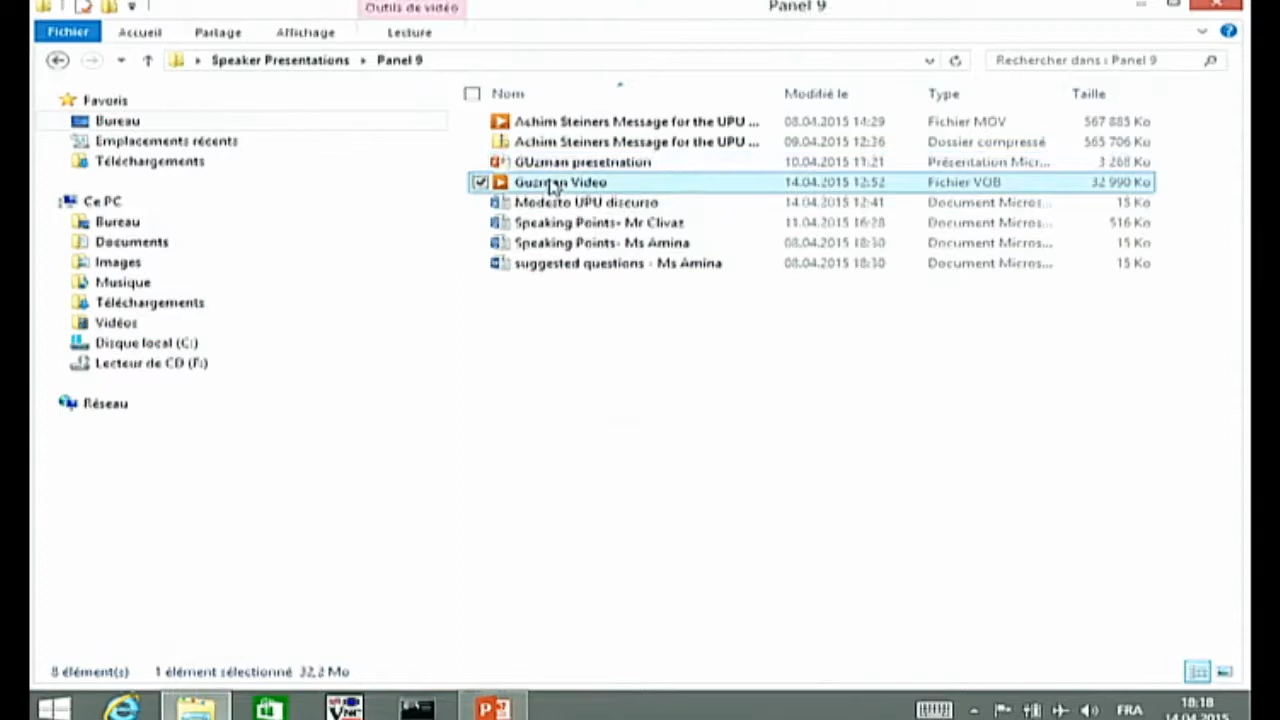 Outils de vidéo Panel 9
Fichier Accueil Partage Affichage Lecture
Speaker Presentations Panel 9 Rechercher dans : Panel 9
Nom Modifié le Type Taille
Favoris
Bureau
Emplacements récents
Téléchargements
Ce PC
Bureau
Documents
Images
Musique
Téléchargements
Vidéos
Disque local (C:)
Lecteur de CD (F:)
Réseau
Achim Steiners Message for the UPU ... 08.04.2015 14:29 Fichier MOV 567 885 Ko
Achim Steiners Message for the UPU ... 09.04.2015 12:36 Dossier compressé 565 706 Ko
GUzman presetnation 10.04.2015 11:21 Présentation Micr... 3 268 Ko
Guzman Video 14.04.2015 12:52 Fichier VOB 32 990 Ko
Modesto UPU discurso 14.04.2015 12:41 Document Micros... 15 Ko
Speaking Points- Mr Clivaz 11.04.2015 16:28 Document Micros... 516 Ko
Speaking Points- Ms Amina 08.04.2015 18:30 Document Micros... 15 Ko
suggested questions - Ms Amina 08.04.2015 18:30 Document Micros... 15 Ko
8 élément(s) 1 élément sélectionné 32,2 Mo
FRA 18:18
14.04.2015